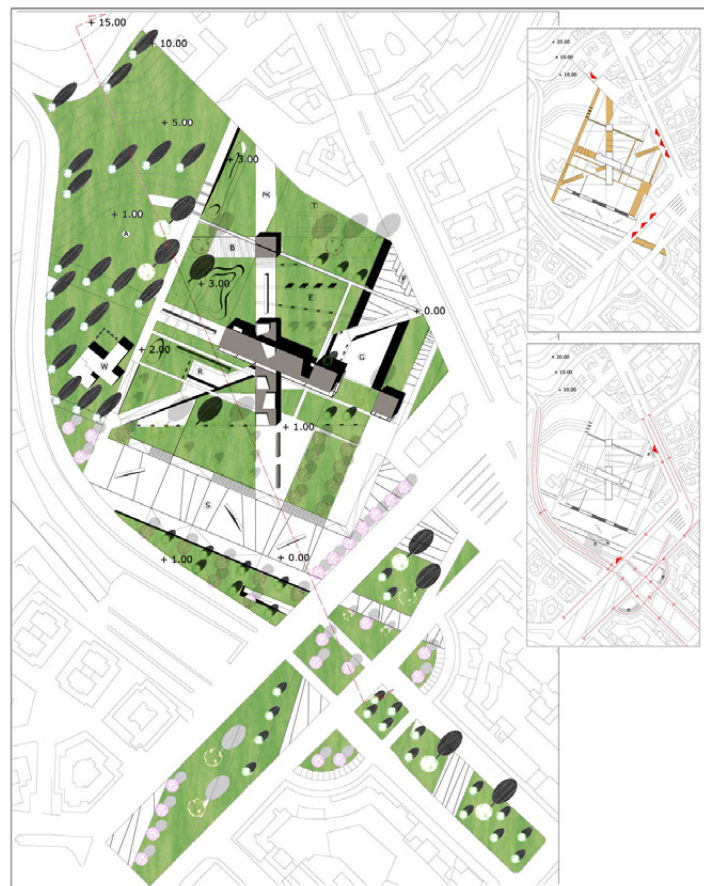 + 15.00
+ 10.00
+ 5.00
+ 3.00
PK
T
+ 1.00
A
B
+ 3.00
E
+ 0.00
+ 2.00
W
R
G
+ 1.00
S
+ 0.00
+ 1.00
+ 20.00
+ 15.00
+ 10.00
+ 20.00
+ 15.00
+ 10.00